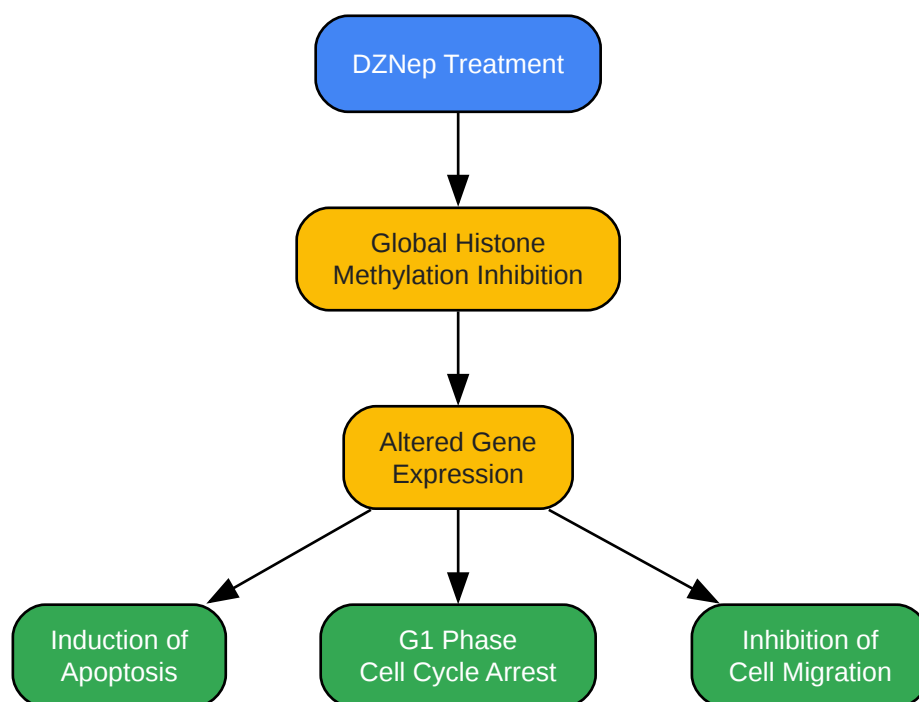 DZNep Treatment
Global Histone
Methylation Inhibition
Altered Gene
Expression
Induction of
Apoptosis
G1 Phase
Cell Cycle Arrest
Inhibition of
Cell Migration